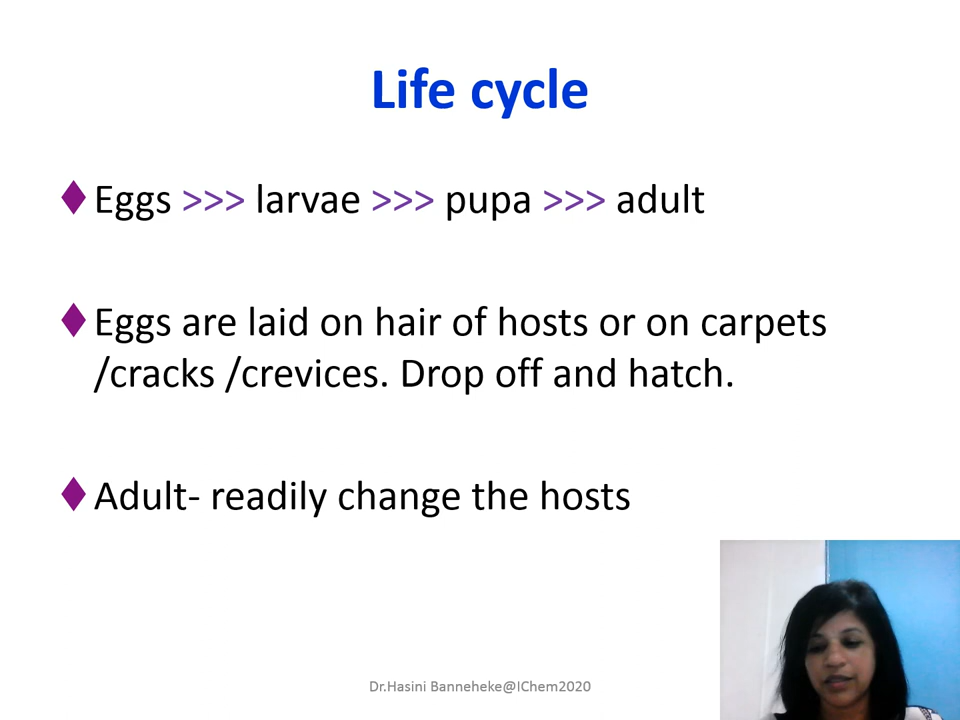 Life cycle
Eggs >>> larvae >>> pupa >>> adult
Eggs are laid on hair of hosts or on carpets
/cracks /crevices. Drop off and hatch.
Adult- readily change the hosts
Dr.Hasini Banneheke@IChem2020